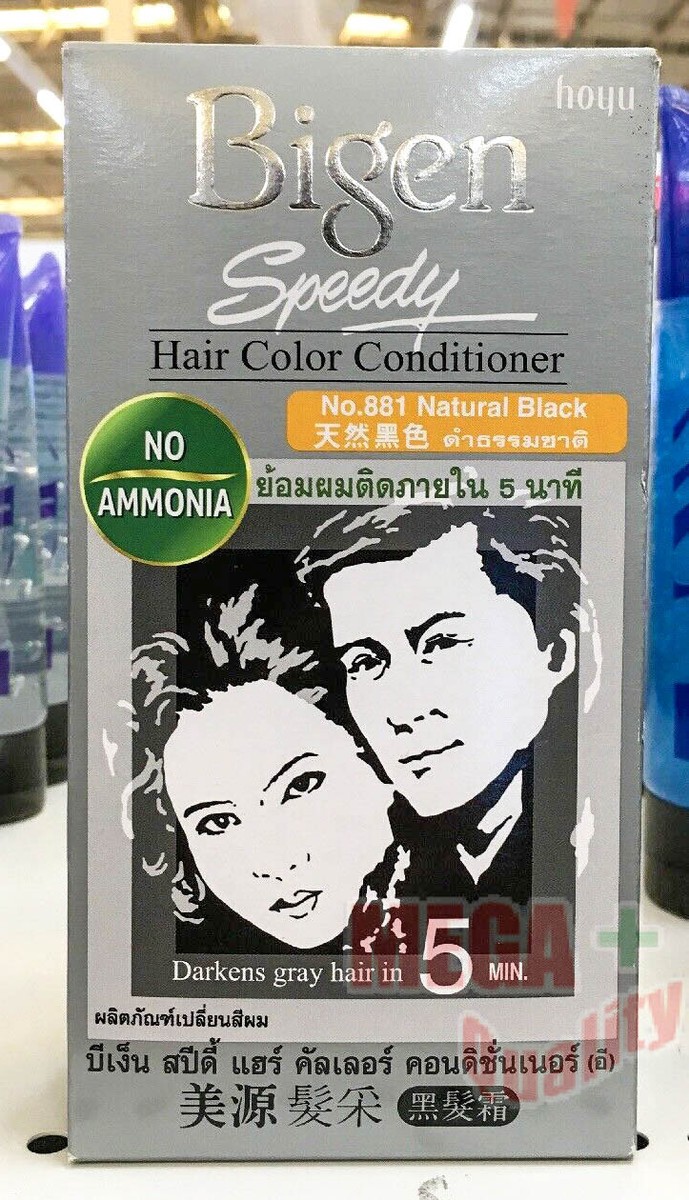 hoyu
Bigen
Speedy
Hair Color Conditioner
No.881 Natural Black
天然黑色 ดำธรรมชาติ
NO
AMMONIA
ย้อมผมติดภายใน 5 นาที
Darkens gray hair in 5 MIN.
MEGA +
Quality
ผลิตภัณฑ์เปลี่ยนสีผม
บีเง็น สปีดี้ แฮร์ คัลเลอร์ คอนดิชั่นเนอร์ (อี)
美源髮采 黑髮霜